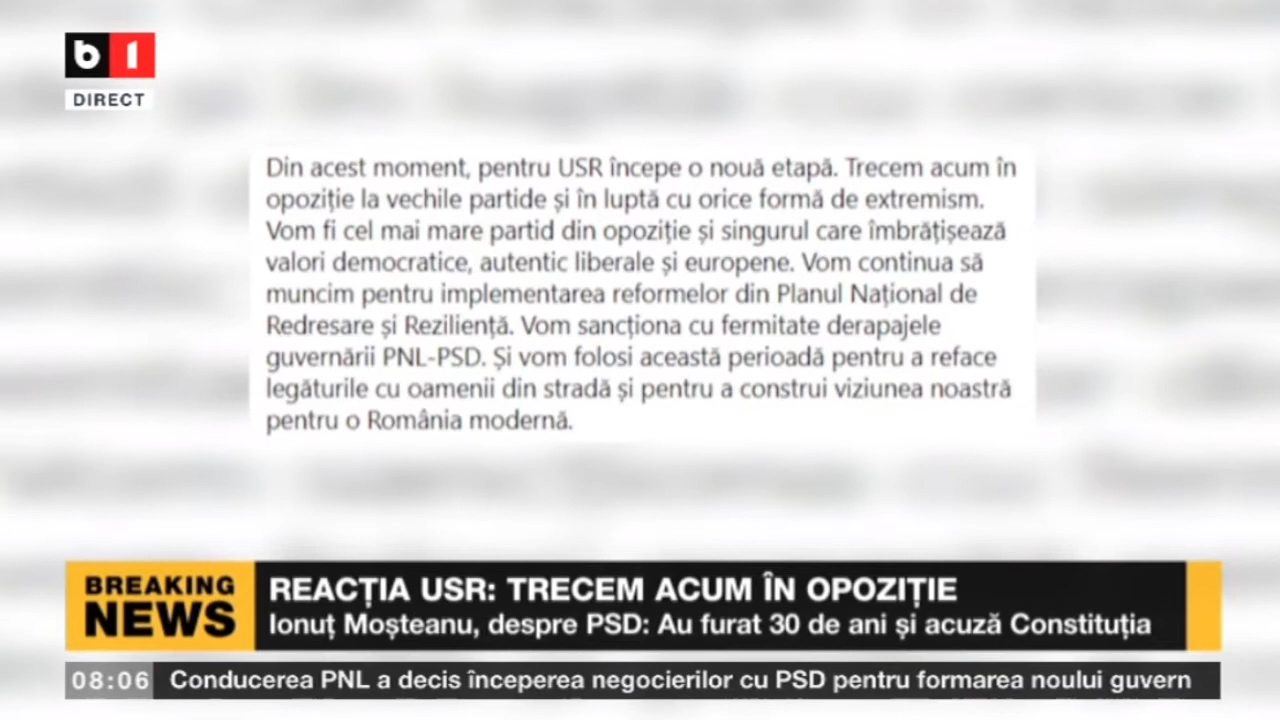 b1
DIRECT
Din acest moment, pentru USR începe o nouă etapă. Trecem acum în
opoziție la vechile partide și în luptă cu orice formă de extremism.
Vom fi cel mai mare partid din opoziție și singurul care îmbrățișează
valori democratice, autentic liberale și europene. Vom continua să
muncim pentru implementarea reformelor din Planul Național de
Redresare și Reziliență. Vom sancționa cu fermitate derapajele
guvernării PNL-PSD. Și vom folosi această perioadă pentru a reface
legăturile cu oamenii din stradă și pentru a construi viziunea noastră
pentru o România modernă.
BREAKING
NEWS
REACȚIA USR: TRECEM ACUM ÎN OPOZIȚIE
Ionuț Moșteanu, despre PSD: Au furat 30 de ani și acuză Constituția
08:06 Conducerea PNL a decis începerea negocierilor cu PSD pentru formarea noului guvern